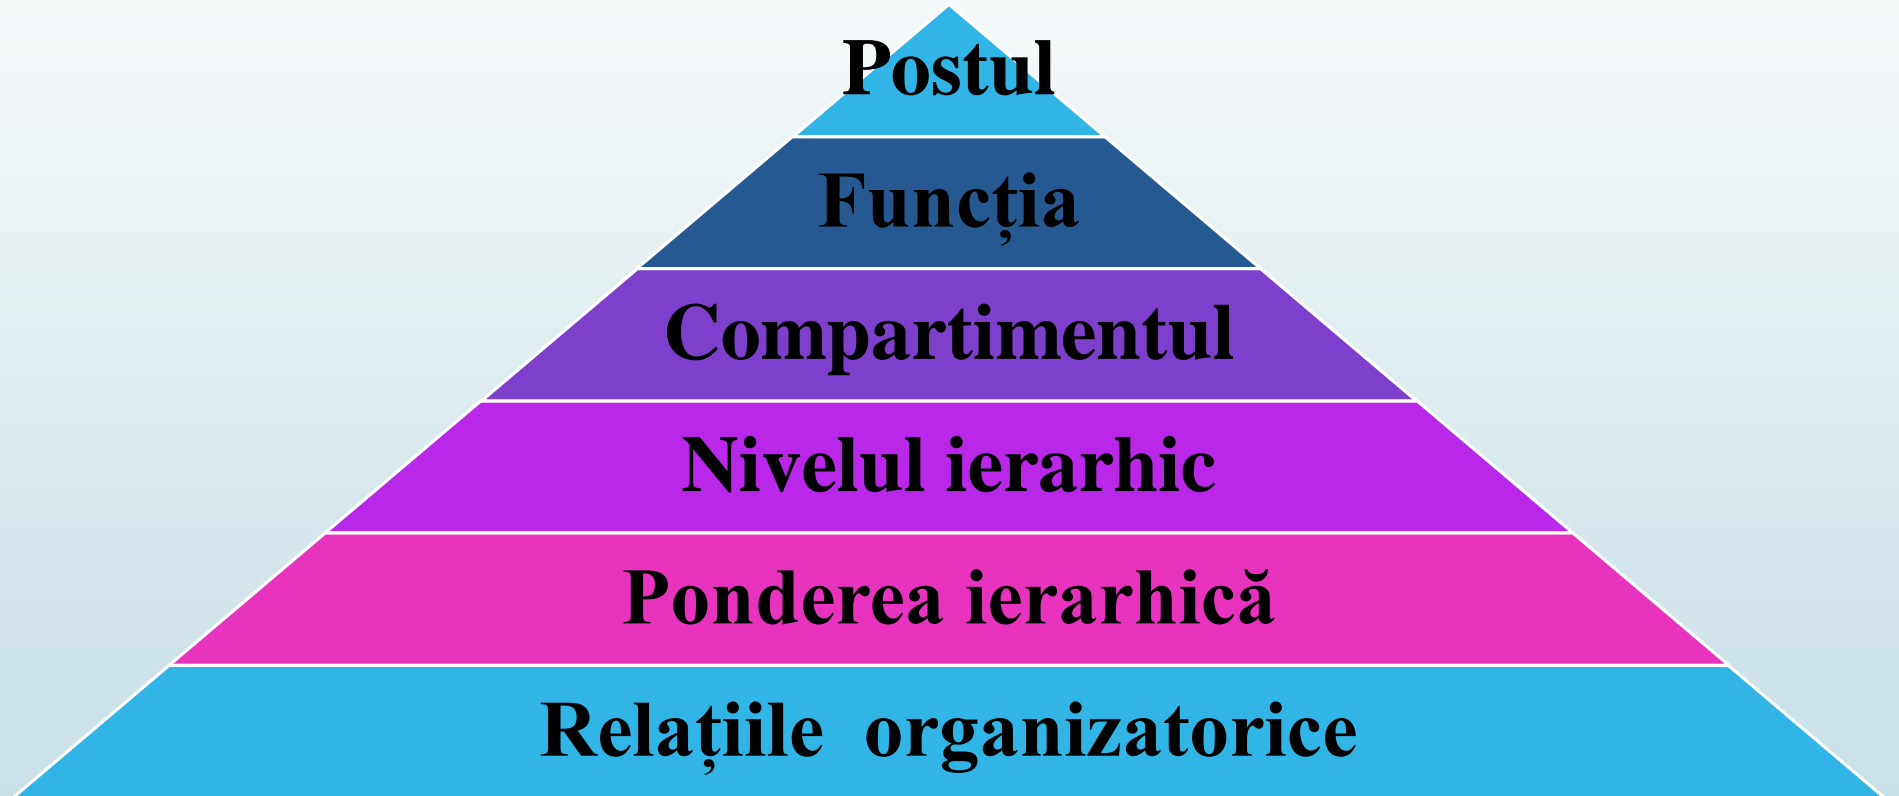 Postul
Funcția
Compartimentul
Nivelul ierarhic
Ponderea ierarhică
Relațiile organizatorice